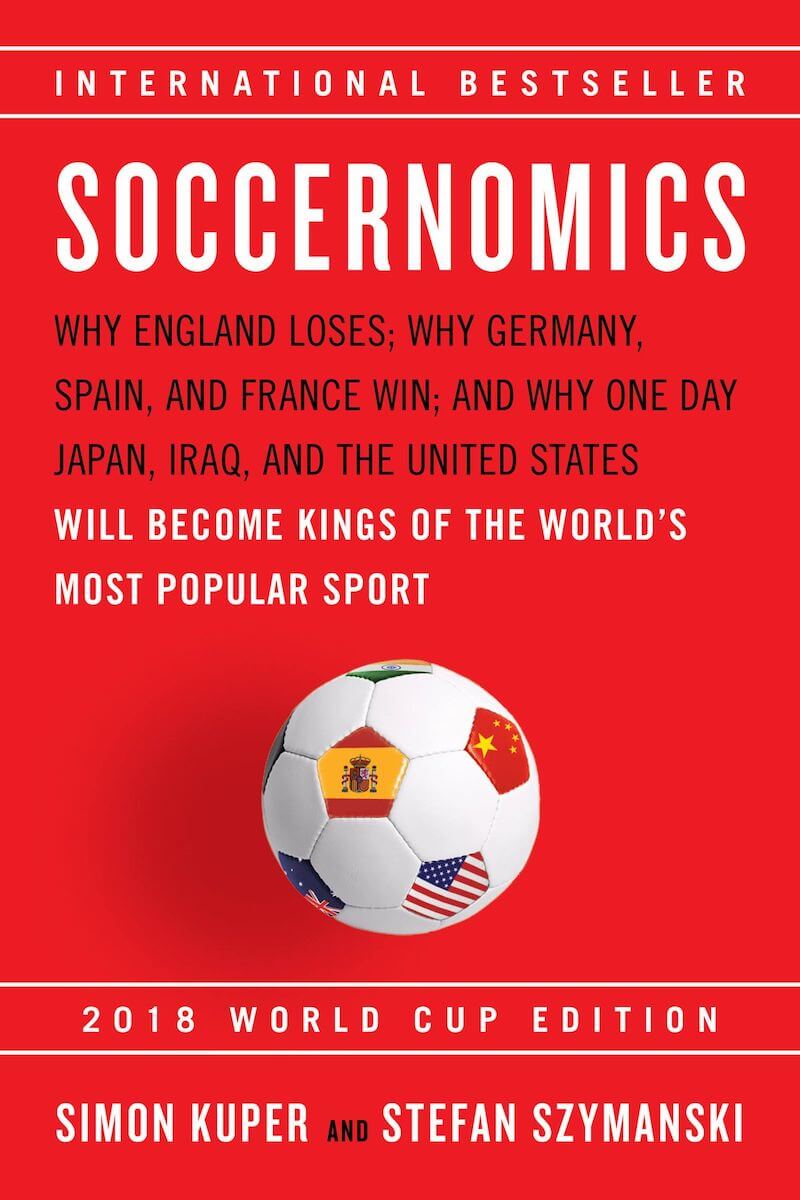 INTERNATIONAL BESTSELLER
SOCCERNOMICS
WHY ENGLAND LOSES; WHY GERMANY,
SPAIN, AND FRANCE WIN; AND WHY ONE DAY
JAPAN, IRAQ, AND THE UNITED STATES
WILL BECOME KINGS OF THE WORLD'S
MOST POPULAR SPORT
2018 WORLD CUP EDITION
SIMON KUPER AND STEFAN SZYMANSKI